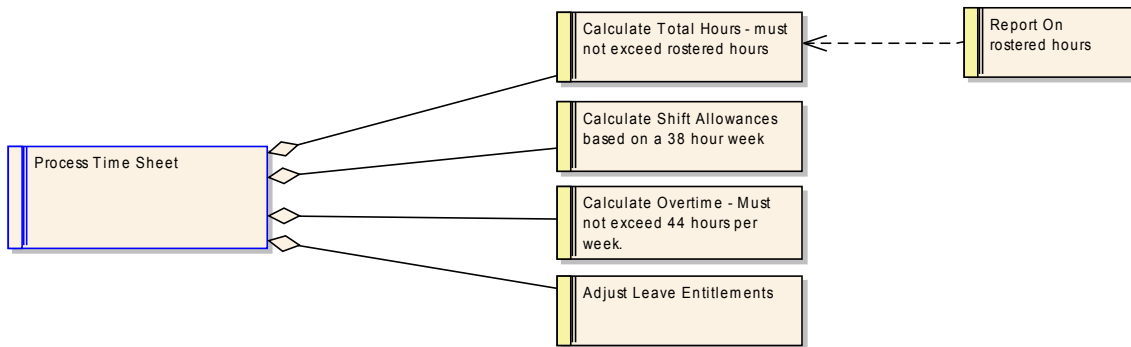 Process Time Sheet
Calculate Total Hours - must
not exceed rostered hours
Report On
rostered hours
Calculate Shift Allowances
based on a 38 hour week
Calculate Overtime - Must
not exceed 44 hours per
week.
Adjust Leave Entitlements